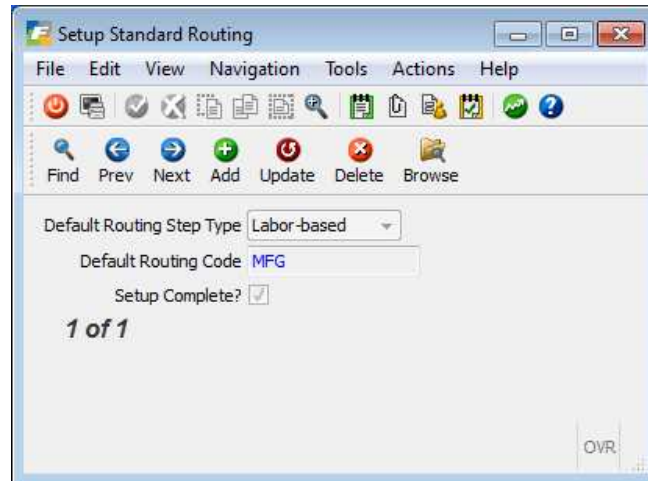 Setup Standard Routing
File Edit View Navigation Tools Actions Help
Find Prev Next Add Update Delete Browse
Default Routing Step Type Labor-based
Default Routing Code MFG
Setup Complete?
1 of 1
OVR